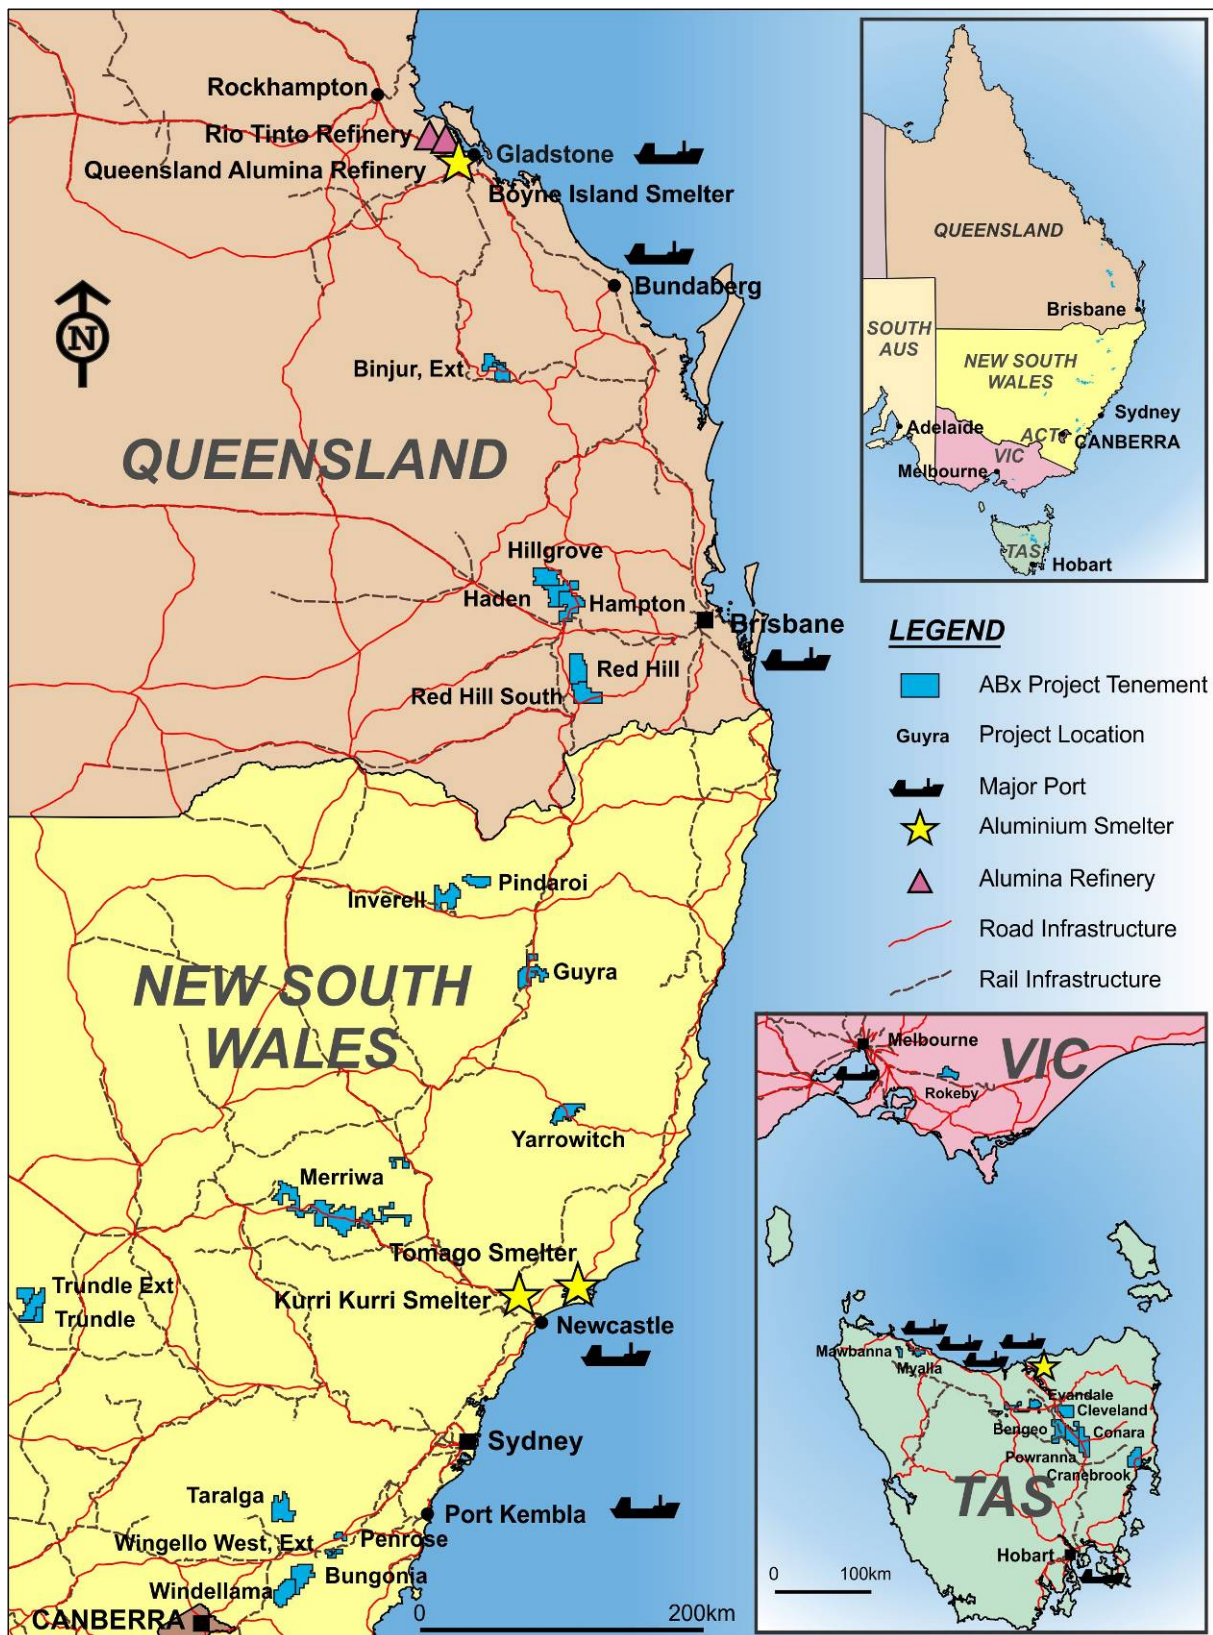 Rockhampton
Rio Tinto Refinery
Gladstone
Queensland Alumina Refinery
Boyne Island Smelter
Bundaberg
N
Binjur, Ext
QUEENSLAND
Hillgrove
Haden
Hampton
Brisbane
Red Hill
Red Hill South
Pindaroi
Inverell
Guyra
NEW SOUTH
WALES
Yarrowitch
Merriwa
Tomago Smelter
Trundle Ext
Kurri Kurri Smelter
Trundle
Newcastle
Sydney
Taralga
Port Kembla
Wingello West, Ext
Penrose
Bungonia
Windellama
CANBERRA
0
200km
QUEENSLAND
Brisbane
SOUTH
AUS
NEW SOUTH
WALES
Sydney
Adelaide
ACT
CANBERRA
VIC
Melbourne
TAS
Hobart
LEGEND
ABx Project Tenement
Guyra Project Location
Major Port
Aluminium Smelter
Alumina Refinery
Road Infrastructure
Rail Infrastructure
Melbourne
VIC
Rokeby
Mawbanna
Myalla
Evandale
Cleveland
Bengeo
Conara
Powranna
Cranebrook
TAS
Hobart
0
100km